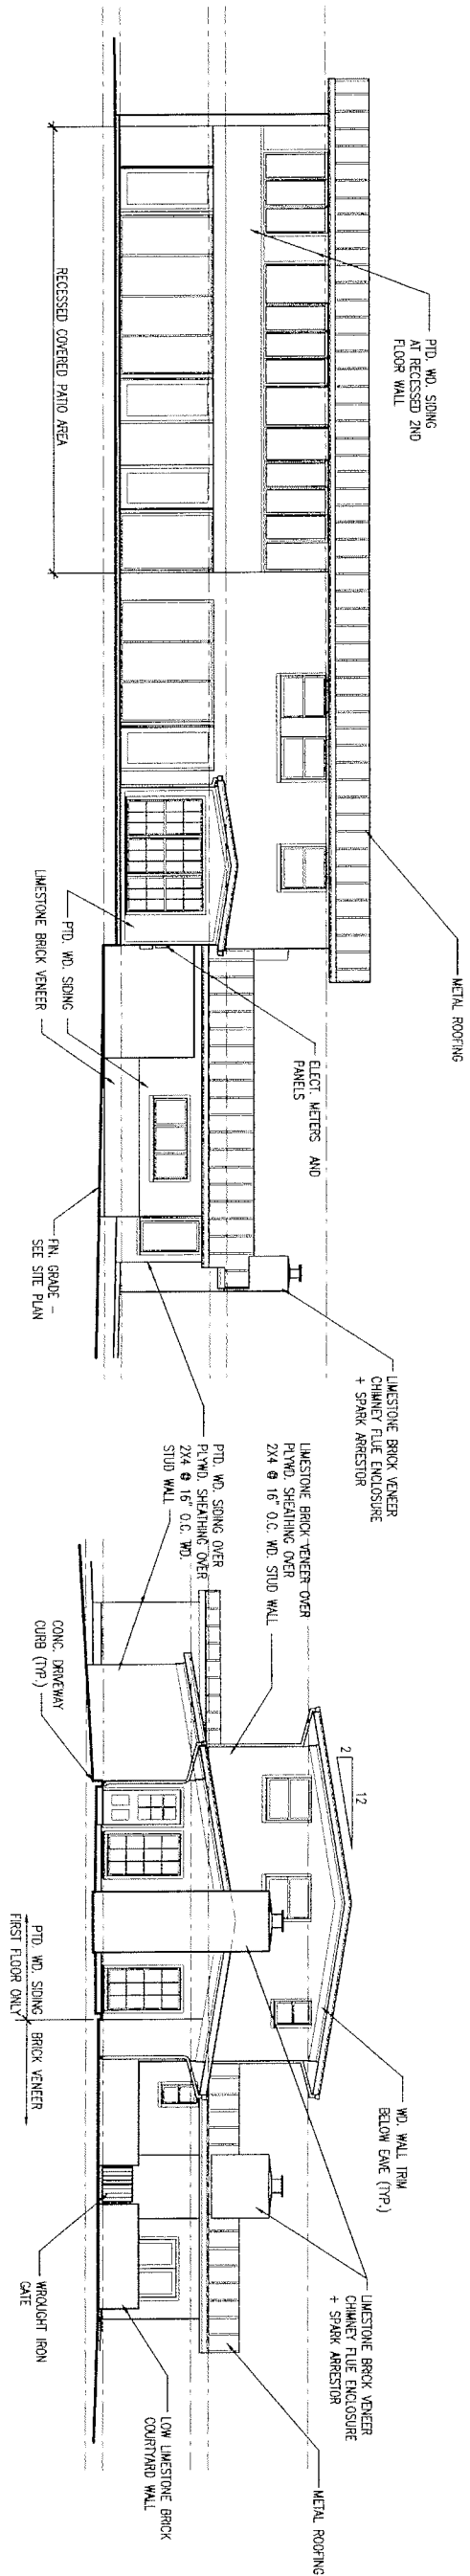 METAL ROOFING
PTD. WD. SIDING
AT RECESSED 2ND
FLOOR WALL
RECESSED COVERED PATIO AREA
ELECT. METERS AND
PANELS
PTD. WD. SIDING
LIMESTONE BRICK VENEER
FIN. GRADE –
SEE SITE PLAN
LIMESTONE BRICK VENEER
CHIMNEY FLUE ENCLOSURE
+ SPARK ARRESTOR
LIMESTONE BRICK VENEER OVER
PLYWD. SHEATHING OVER
2X4 @ 16" O.C. WD. STUD WALL
PTD. WD. SIDING OVER
PLYWD. SHEATHING OVER
2X4 @ 16" O.C. WD.
STUD WALL
CONC. DRIVEWAY
CURB (TYP.)
12
2
WD. WALL TRIM
BELOW EAVE (TYP.)
LIMESTONE BRICK VENEER
CHIMNEY FLUE ENCLOSURE
+ SPARK ARRESTOR
METAL ROOFING
PTD. WD. SIDING
FIRST FLOOR ONLY
BRICK VENEER
WROUGHT IRON
GATE
LOW LIMESTONE BRICK
COURTYARD WALL